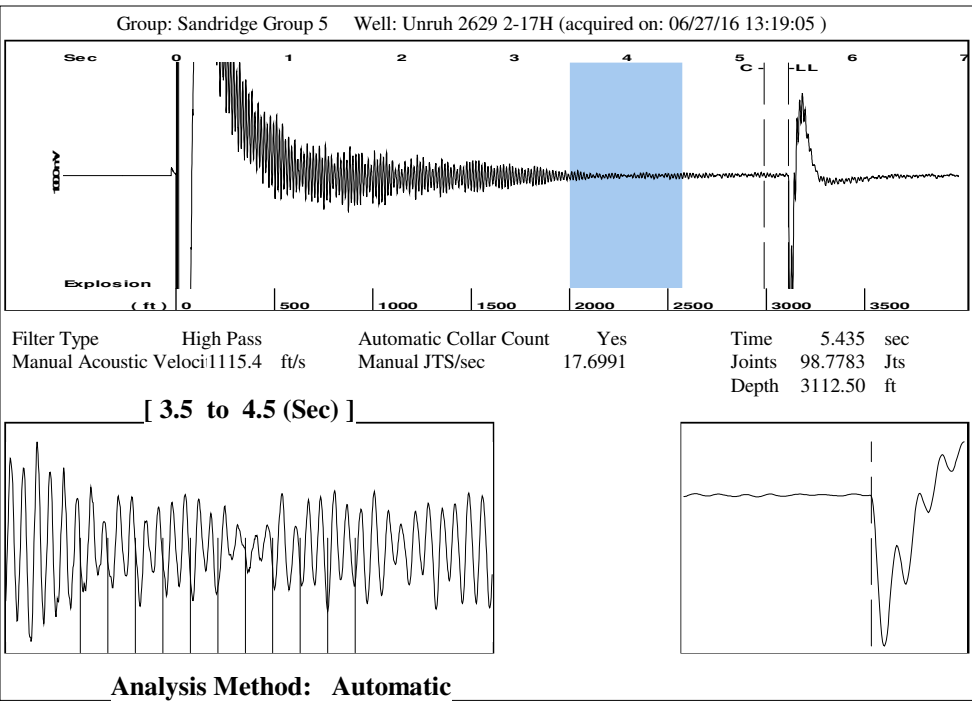 Group: Sandridge Group 5 Well: Unruh 2629 2-17H (acquired on: 06/27/16 13:19:05 )
Sec 0 1 2 3 4 5 6 7
C LL
Explosion
( ft ) 0 500 1000 1500 2000 2500 3000 3500
Filter Type High Pass Automatic Collar Count Yes Time 5.435 sec
Manual Acoustic Veloci 1115.4 ft/s Manual JTS/sec 17.6991 Joints 98.7783 Jts
Depth 3112.50 ft
[ 3.5 to 4.5 (Sec) ]
Analysis Method: Automatic